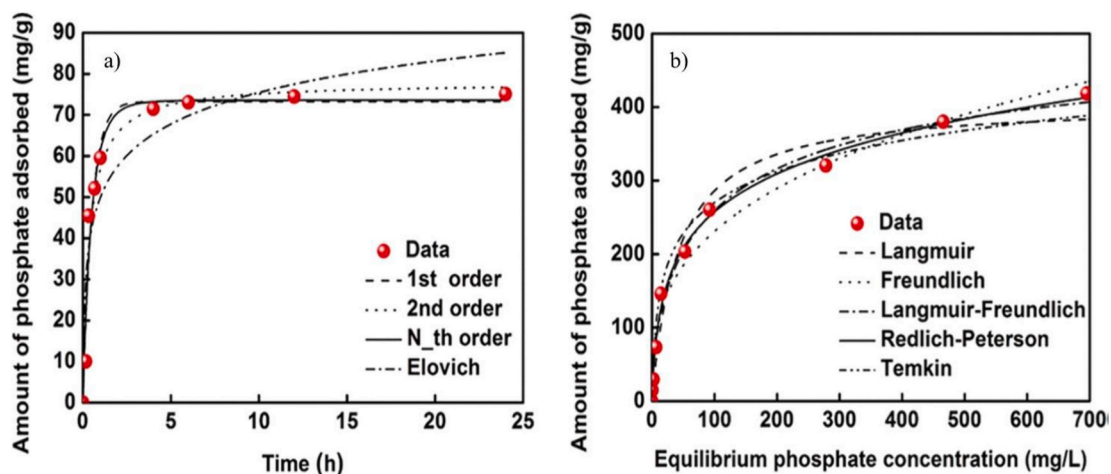 Amount of phosphate adsorbed (mg/g)
90
80
70
60
50
40
30
20
10
0
a)
Data
1st order
2nd order
N_th order
Elovich
0
5
10
15
20
25
Time (h)
Amount of phosphate adsorbed (mg/g)
500
400
300
200
100
0
b)
Data
Langmuir
Freundlich
Langmuir-Freundlich
Redlich-Peterson
Temkin
0
100
200
300
400
500
600
700
Equilibrium phosphate concentration (mg/L)